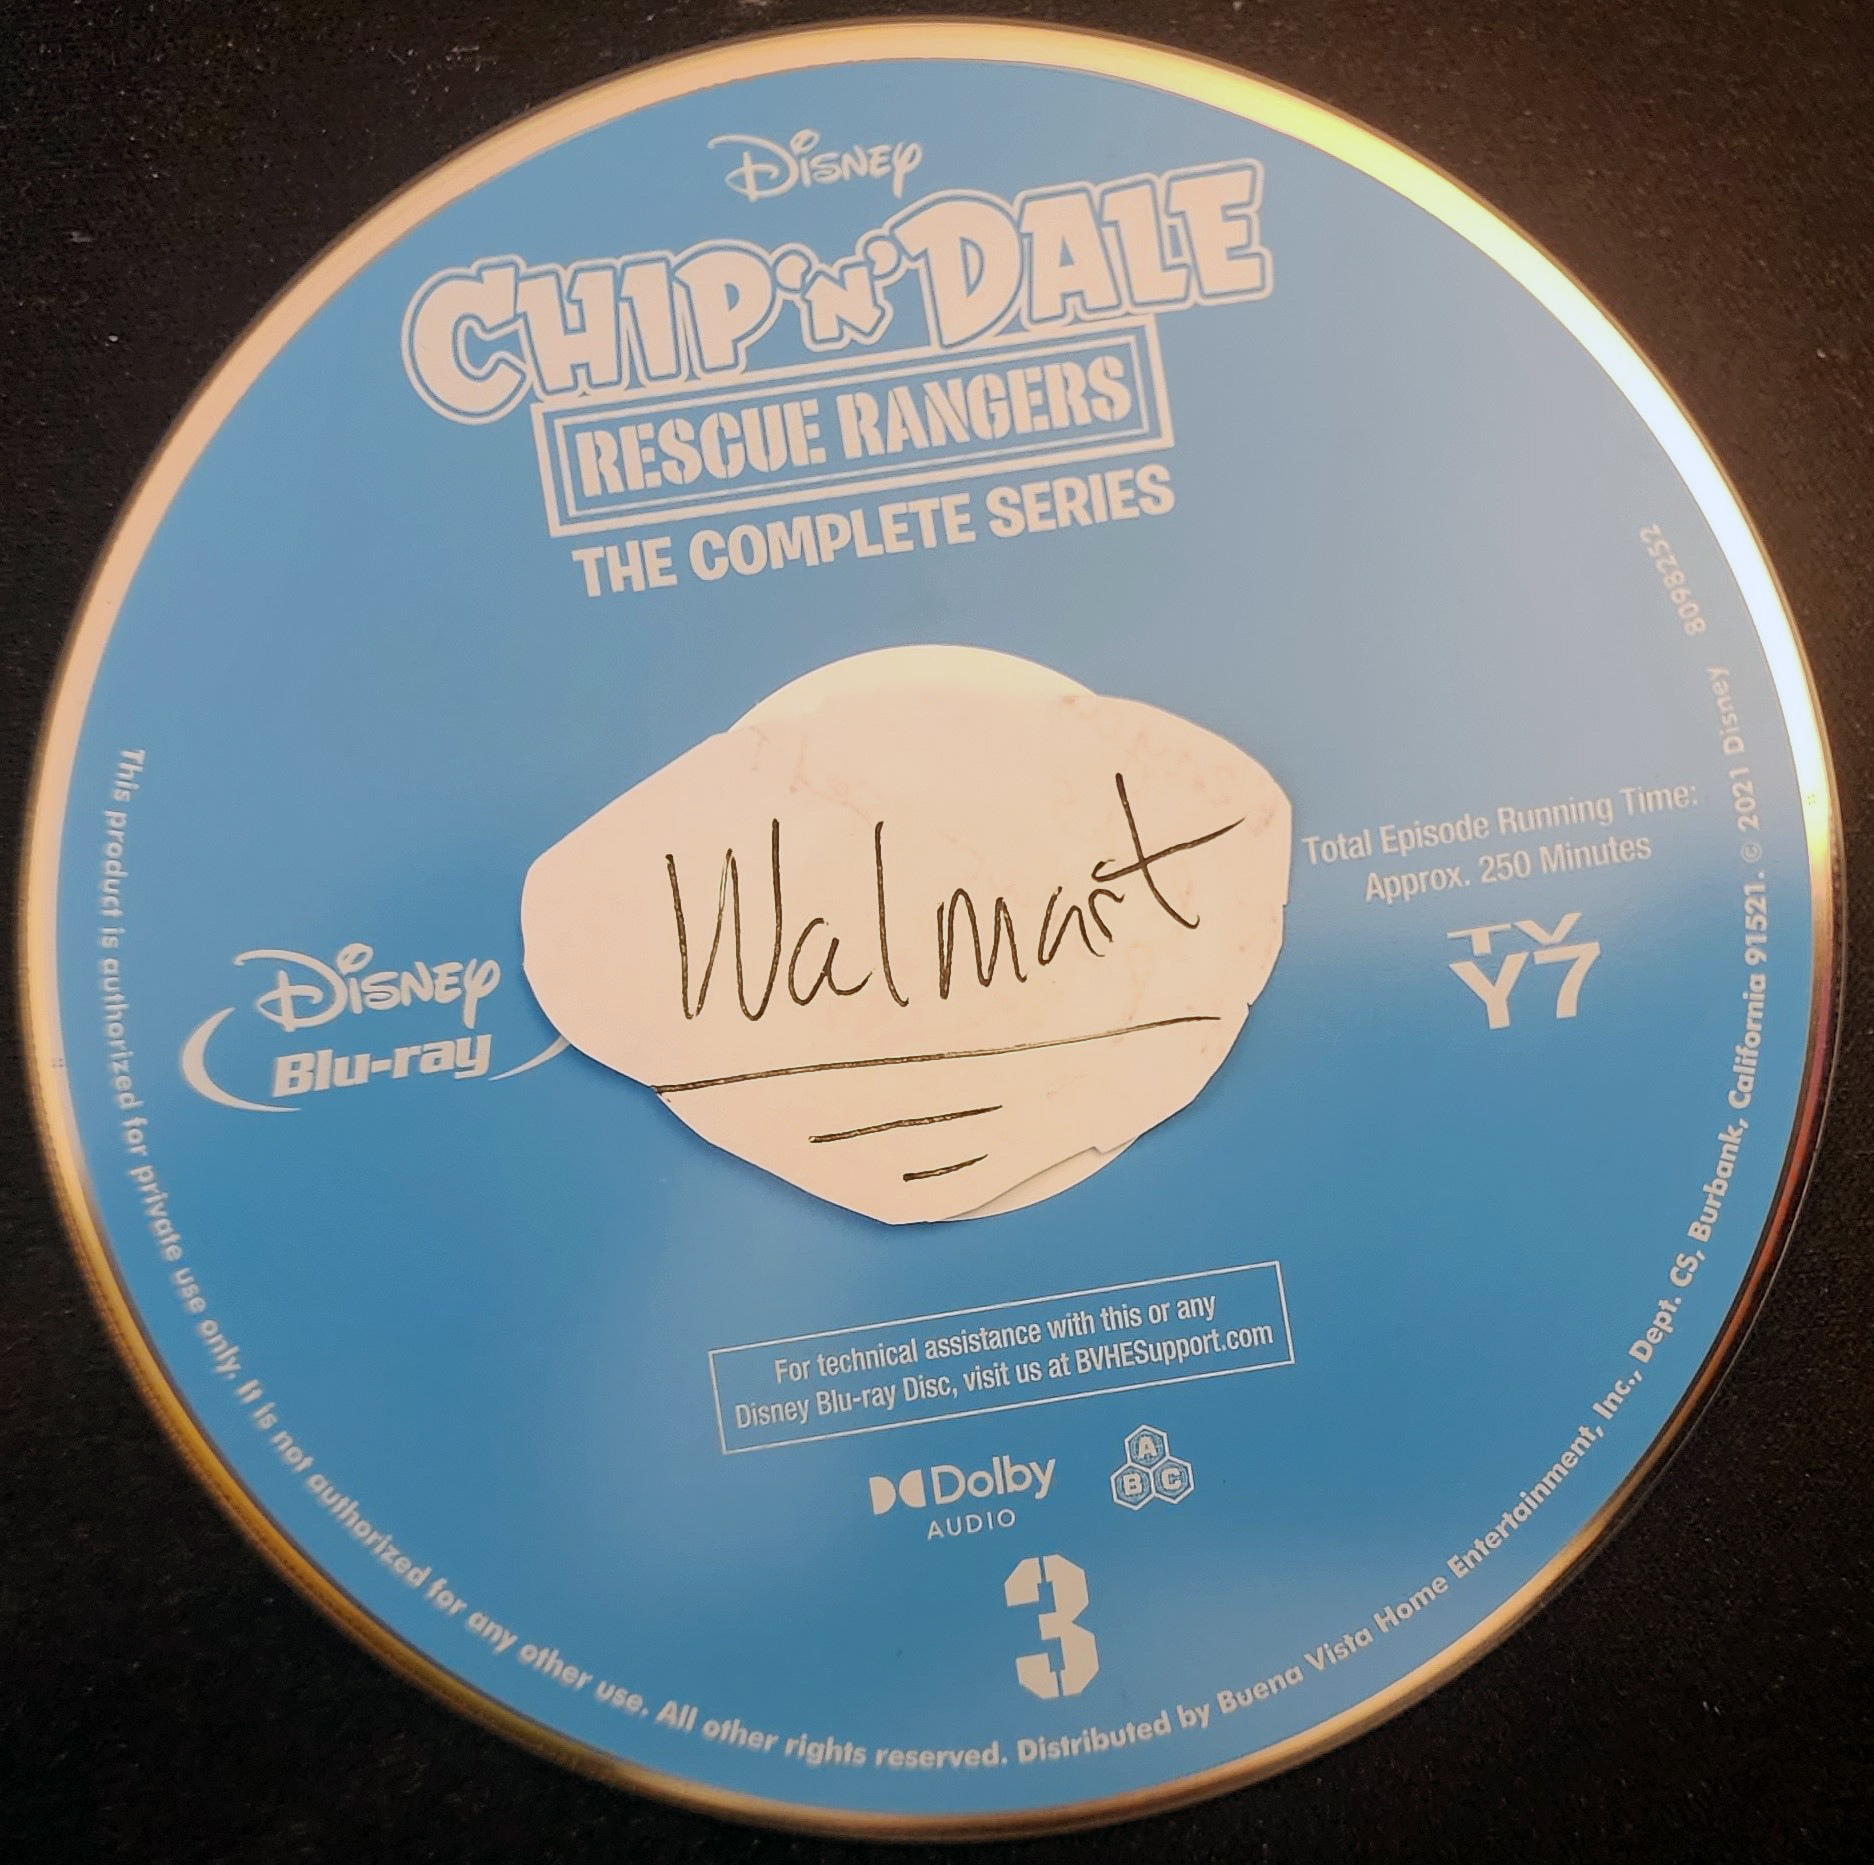 Disney
CHIP 'N' DALE
RESCUE RANGERS
THE COMPLETE SERIES
8098252
Walmart
Total Episode Running Time:
Approx. 250 Minutes
TV
Y7
Disney
Blu-ray
For technical assistance with this or any
Disney Blu-ray Disc, visit us at BVHESupport.com
Dolby
AUDIO
A
B C
3
This product is authorized for private use only. It is not authorized for any other use. All other rights reserved. Distributed by Buena Vista Home Entertainment, Inc., Dept. CS, Burbank, California 91521. © 2021 Disney